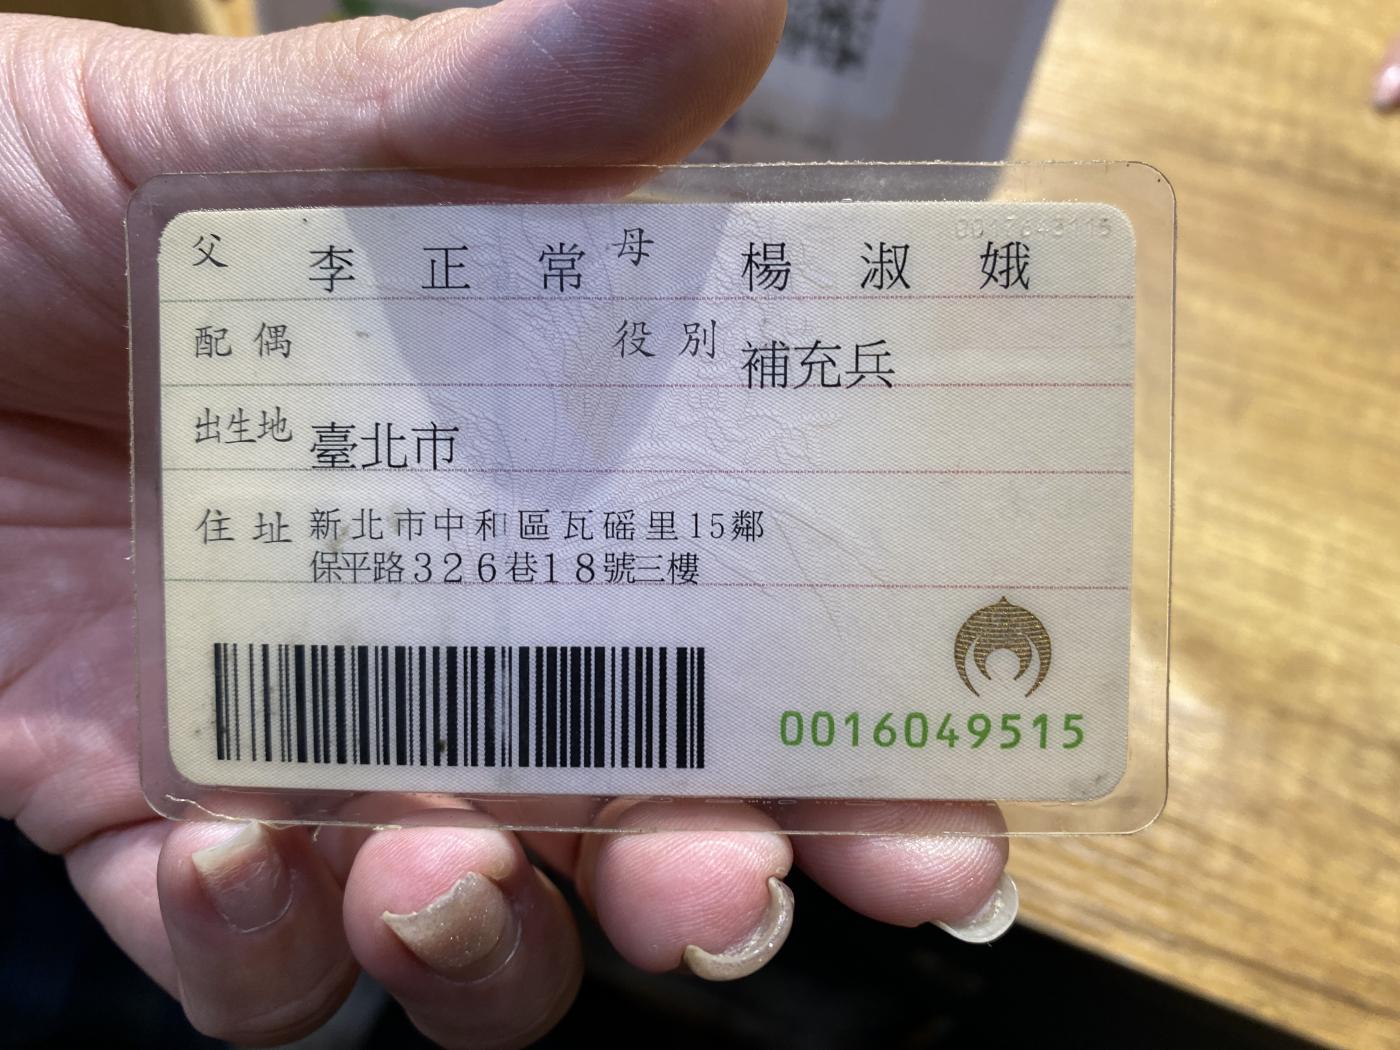 父 李正常 母 楊淑娥
配偶 役別 補充兵
出生地 臺北市
住址 新北市中和區瓦磘里15鄰
保平路326巷18號三樓
0016049515